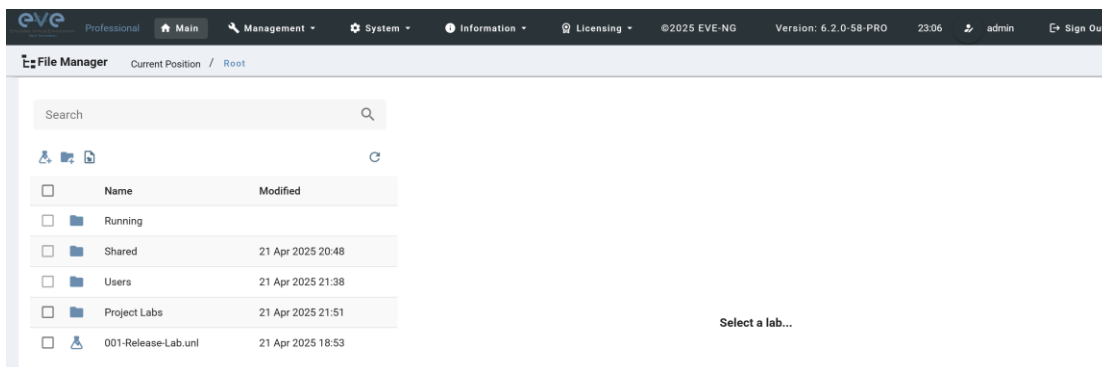 eve
Professional Main Management System Information Licensing ©2025 EVE-NG Version: 6.2.0-58-PRO 23:06 admin Sign Ou
File Manager Current Position / Root
Search
Name Modified
Running
Shared 21 Apr 2025 20:48
Users 21 Apr 2025 21:38
Project Labs 21 Apr 2025 21:51
Select a lab...
001-Release-Lab.unl 21 Apr 2025 18:53